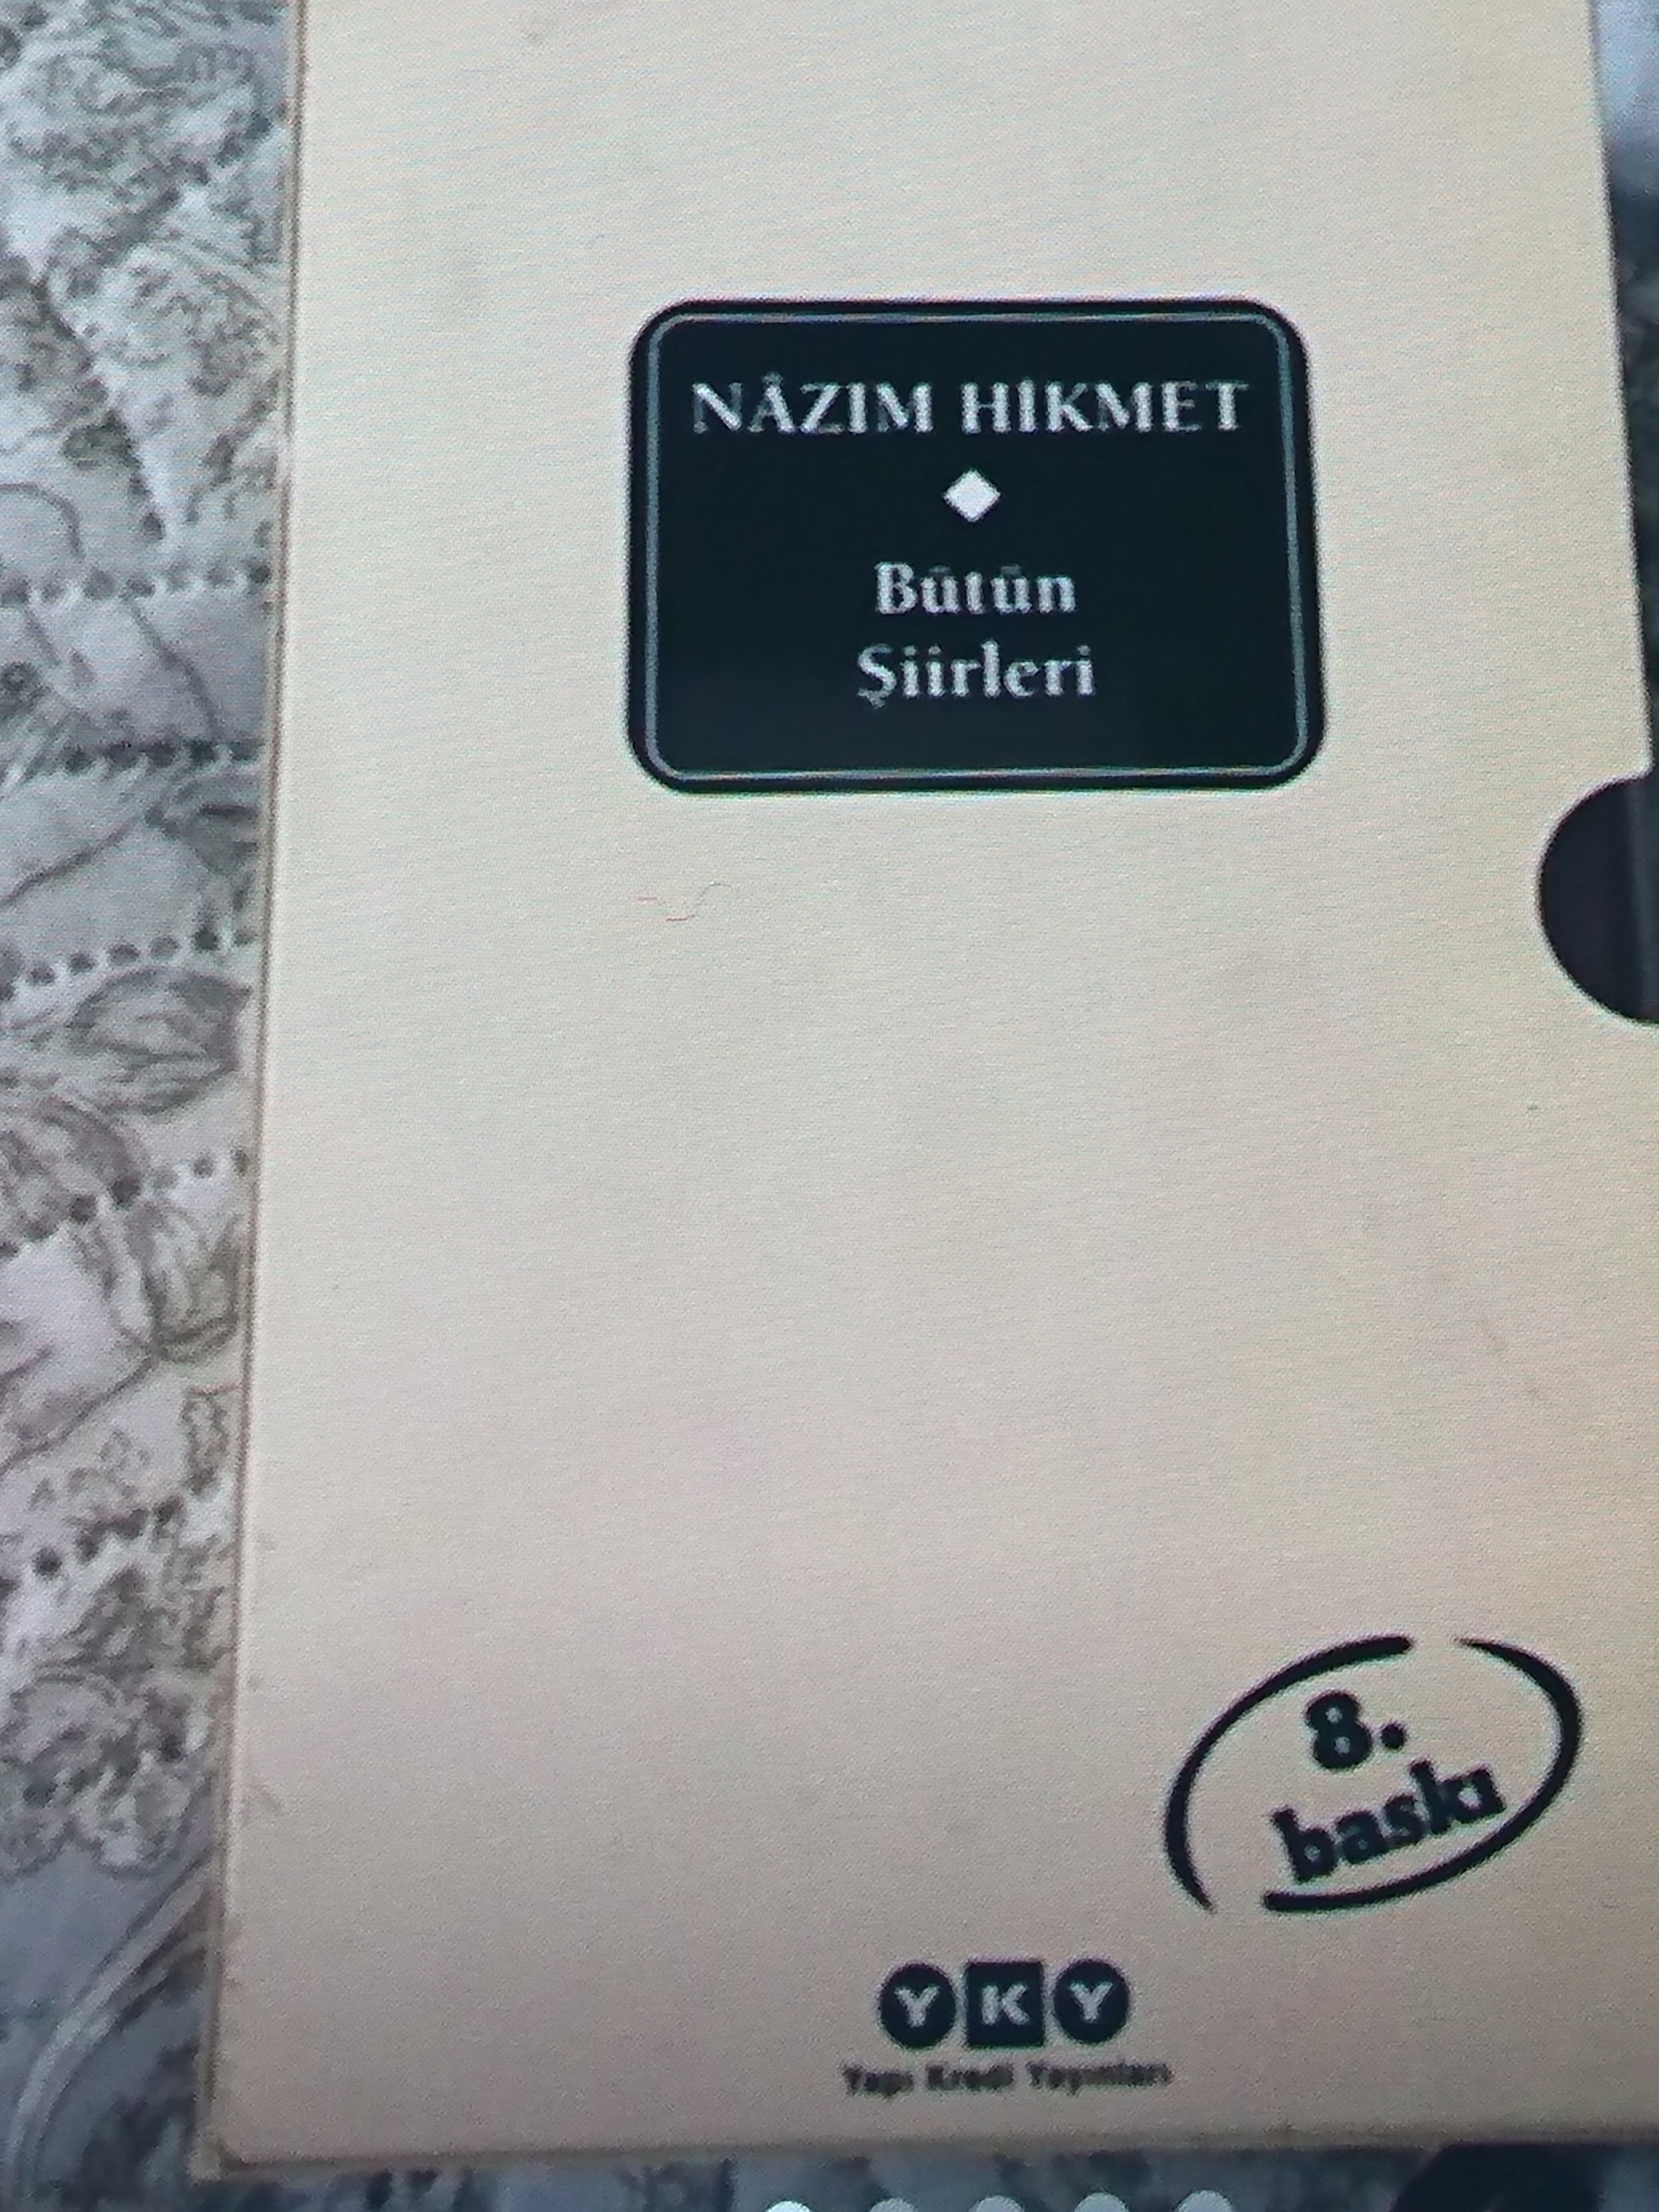 NÂZIM HİKMET
Bütün
Şiirleri
8.
baskı
YKY
Yapı Kredi Yayınları